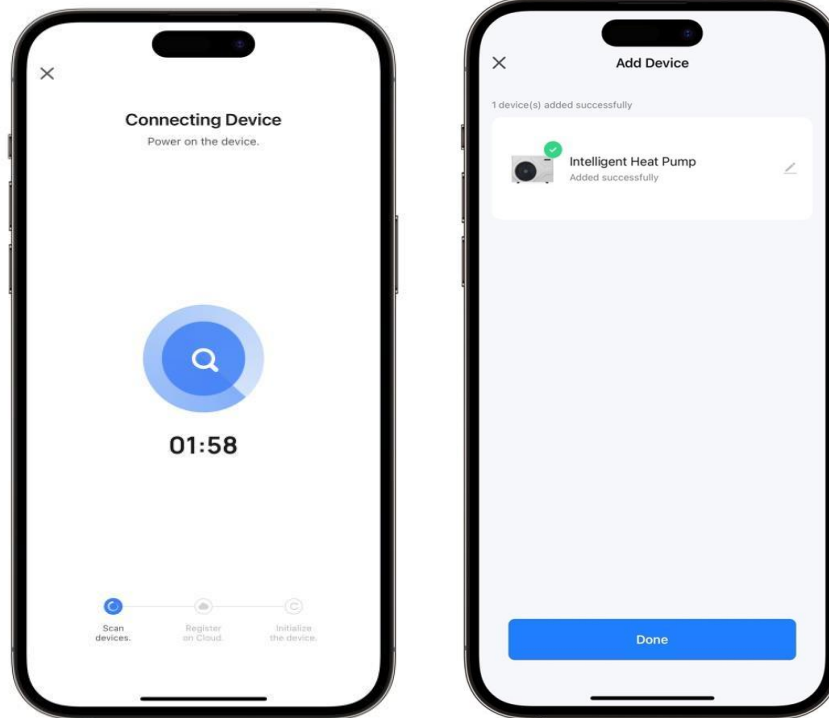 Connecting Device
Power on the device.
01:58
Scan
devices.
Register
on Cloud.
Initialize
the device.
Add Device
1 device(s) added successfully
Intelligent Heat Pump
Added successfully
Done